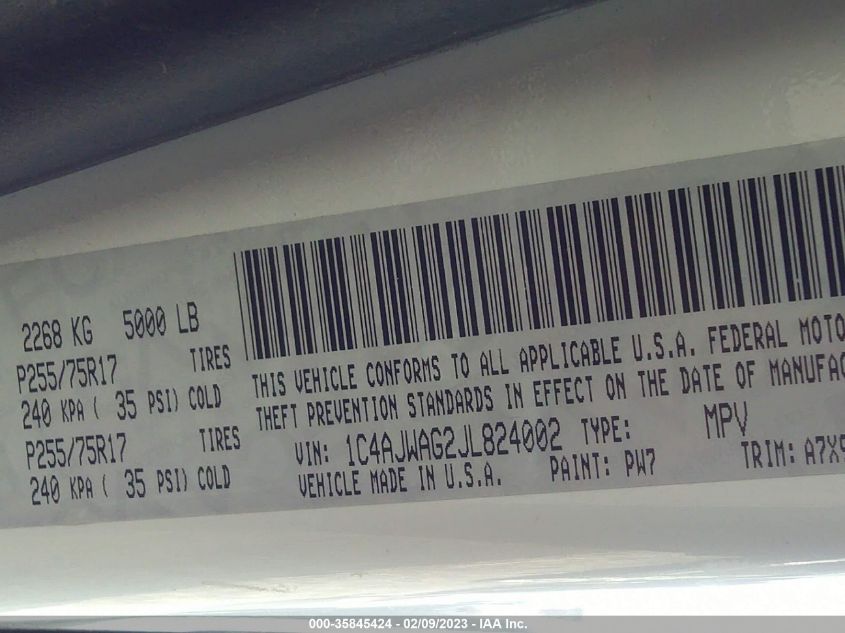 2268 KG 5000 LB
P255/75R17 TIRES
240 KPA ( 35 PSI) COLD
P255/75R17 TIRES
240 KPA ( 35 PSI) COLD
THIS VEHICLE CONFORMS TO ALL APPLICABLE U.S.A. FEDERAL MOTO
THEFT PREVENTION STANDARDS IN EFFECT ON THE DATE OF MANUFAC
VIN: 1C4AJWAG2JL824002 TYPE: MPV
VEHICLE MADE IN U.S.A. PAINT: PW7 TRIM: A7X9
000-35845424 - 02/09/2023 - IAA Inc.